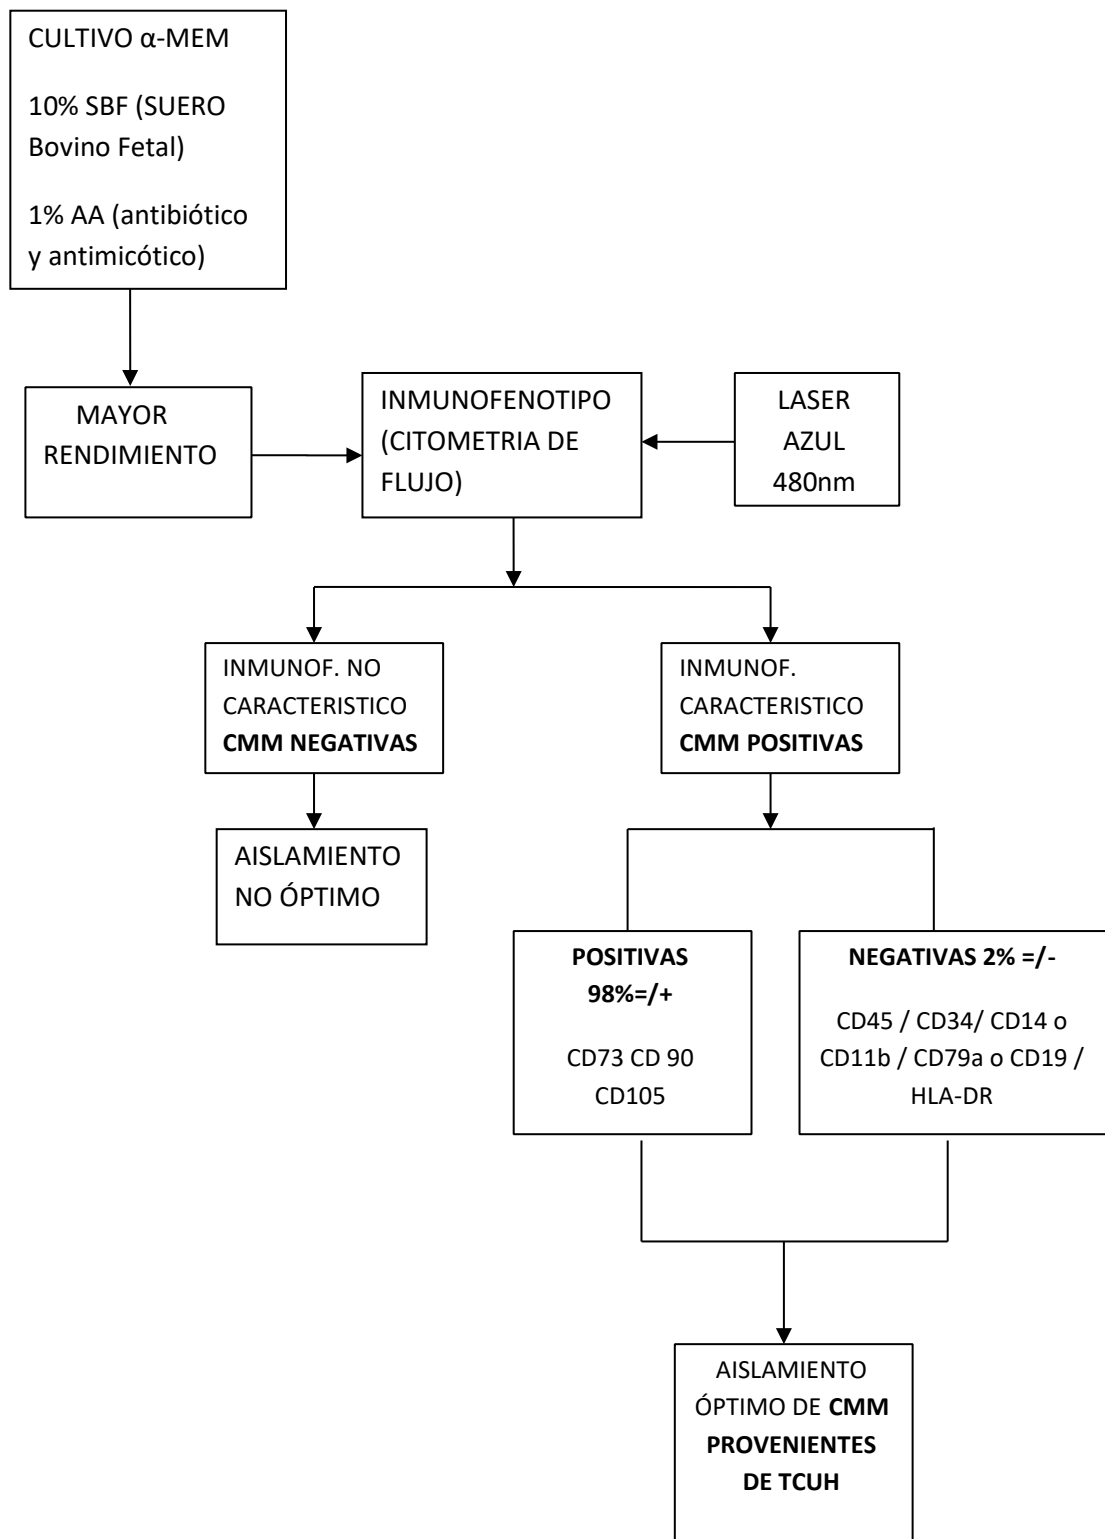 CULTIVO α-MEM
10% SBF (SUERO
Bovino Fetal)
1% AA (antibiótico
y antimicótico)
MAYOR
RENDIMIENTO
INMUNOFENOTIPO
(CITOMETRIA DE
FLUJO)
LASER
AZUL
480nm
INMUNOF. NO
CARACTERISTICO
CMM NEGATIVAS
INMUNOF.
CARACTERISTICO
CMM POSITIVAS
AISLAMIENTO
NO ÓPTIMO
POSITIVAS
98%=/+
CD73 CD 90
CD105
NEGATIVAS 2% =/-
CD45 / CD34/ CD14 o
CD11b / CD79a o CD19 /
HLA-DR
AISLAMIENTO
ÓPTIMO DE CMM
PROVENIENTES
DE TCUH